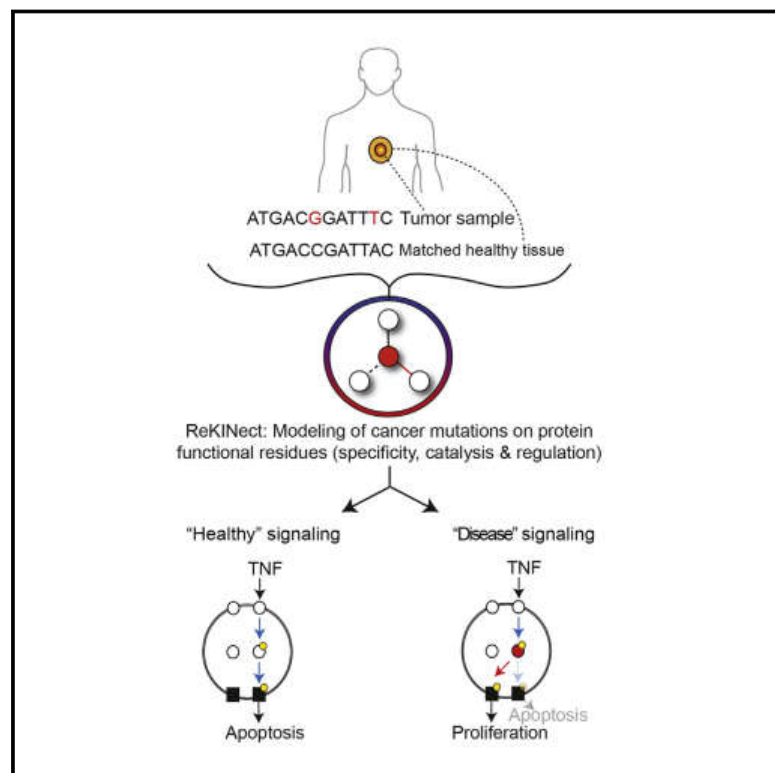 ATGACGGATTTC Tumor sample
ATGACCGATTAC Matched healthy tissue
ReKINect: Modeling of cancer mutations on protein
functional residues (specificity, catalysis & regulation)
"Healthy" signaling
"Disease" signaling
TNF
TNF
Apoptosis
Apoptosis
Proliferation